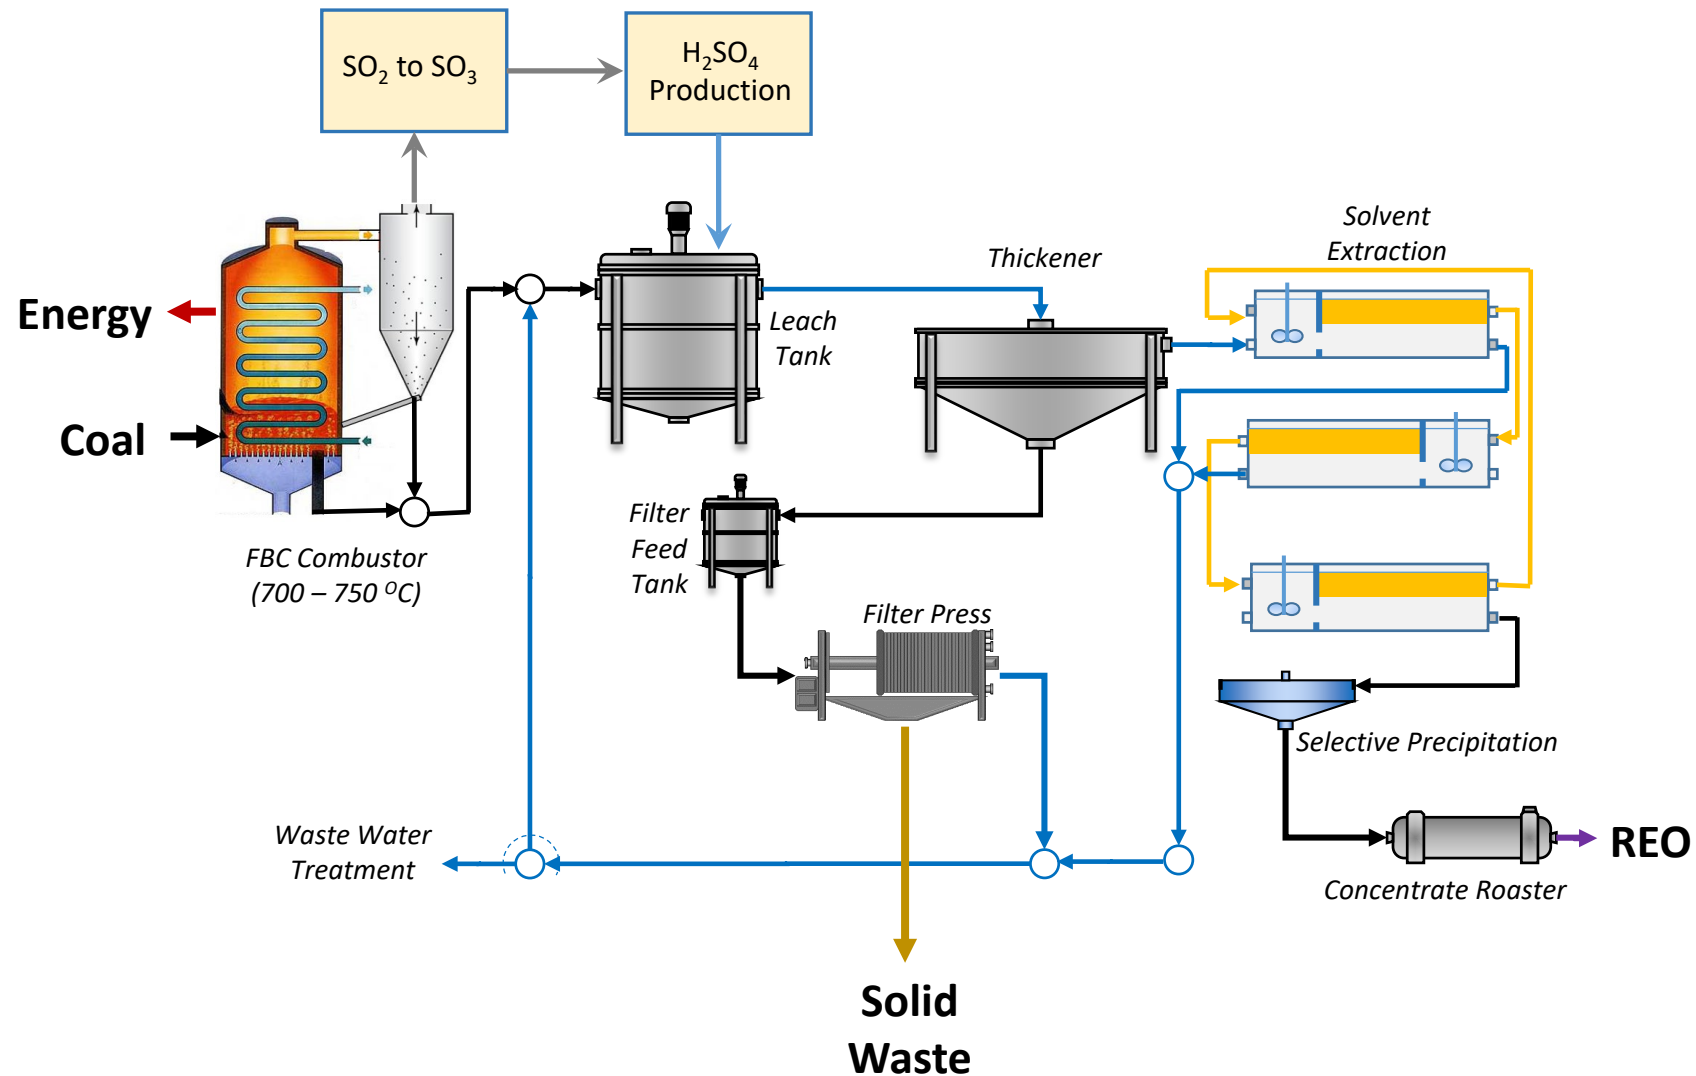 SO₂ to SO₃
H₂SO₄
Production
Solvent
Extraction
Thickener
Energy
Leach
Tank
Coal
Filter
Feed
Tank
FBC Combustor
(700 – 750 ᴼC)
Filter Press
Selective Precipitation
Waste Water
Treatment
REO
Concentrate Roaster
Solid
Waste